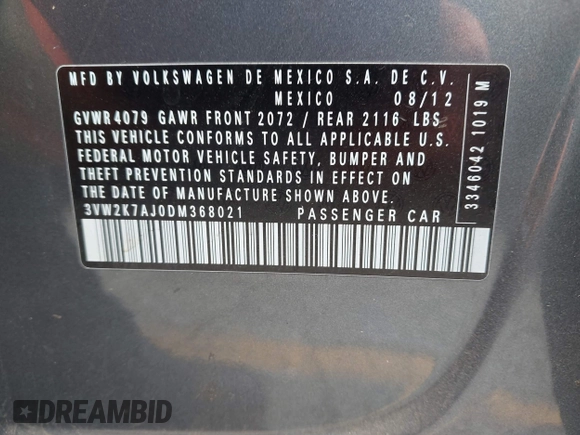 MFD BY VOLKSWAGEN DE MEXICO S.A. DE C.V.
MEXICO 08/12
GVWR 4079 GAWR FRONT 2072 / REAR 2116 LBS
THIS VEHICLE CONFORMS TO ALL APPLICABLE U.S.
FEDERAL MOTOR VEHICLE SAFETY, BUMPER AND
THEFT PREVENTION STANDARDS IN EFFECT ON
THE DATE OF MANUFACTURE SHOWN ABOVE.
3VW2K7AJ0DM368021 PASSENGER CAR
3346042 1019 M
DREAMBID